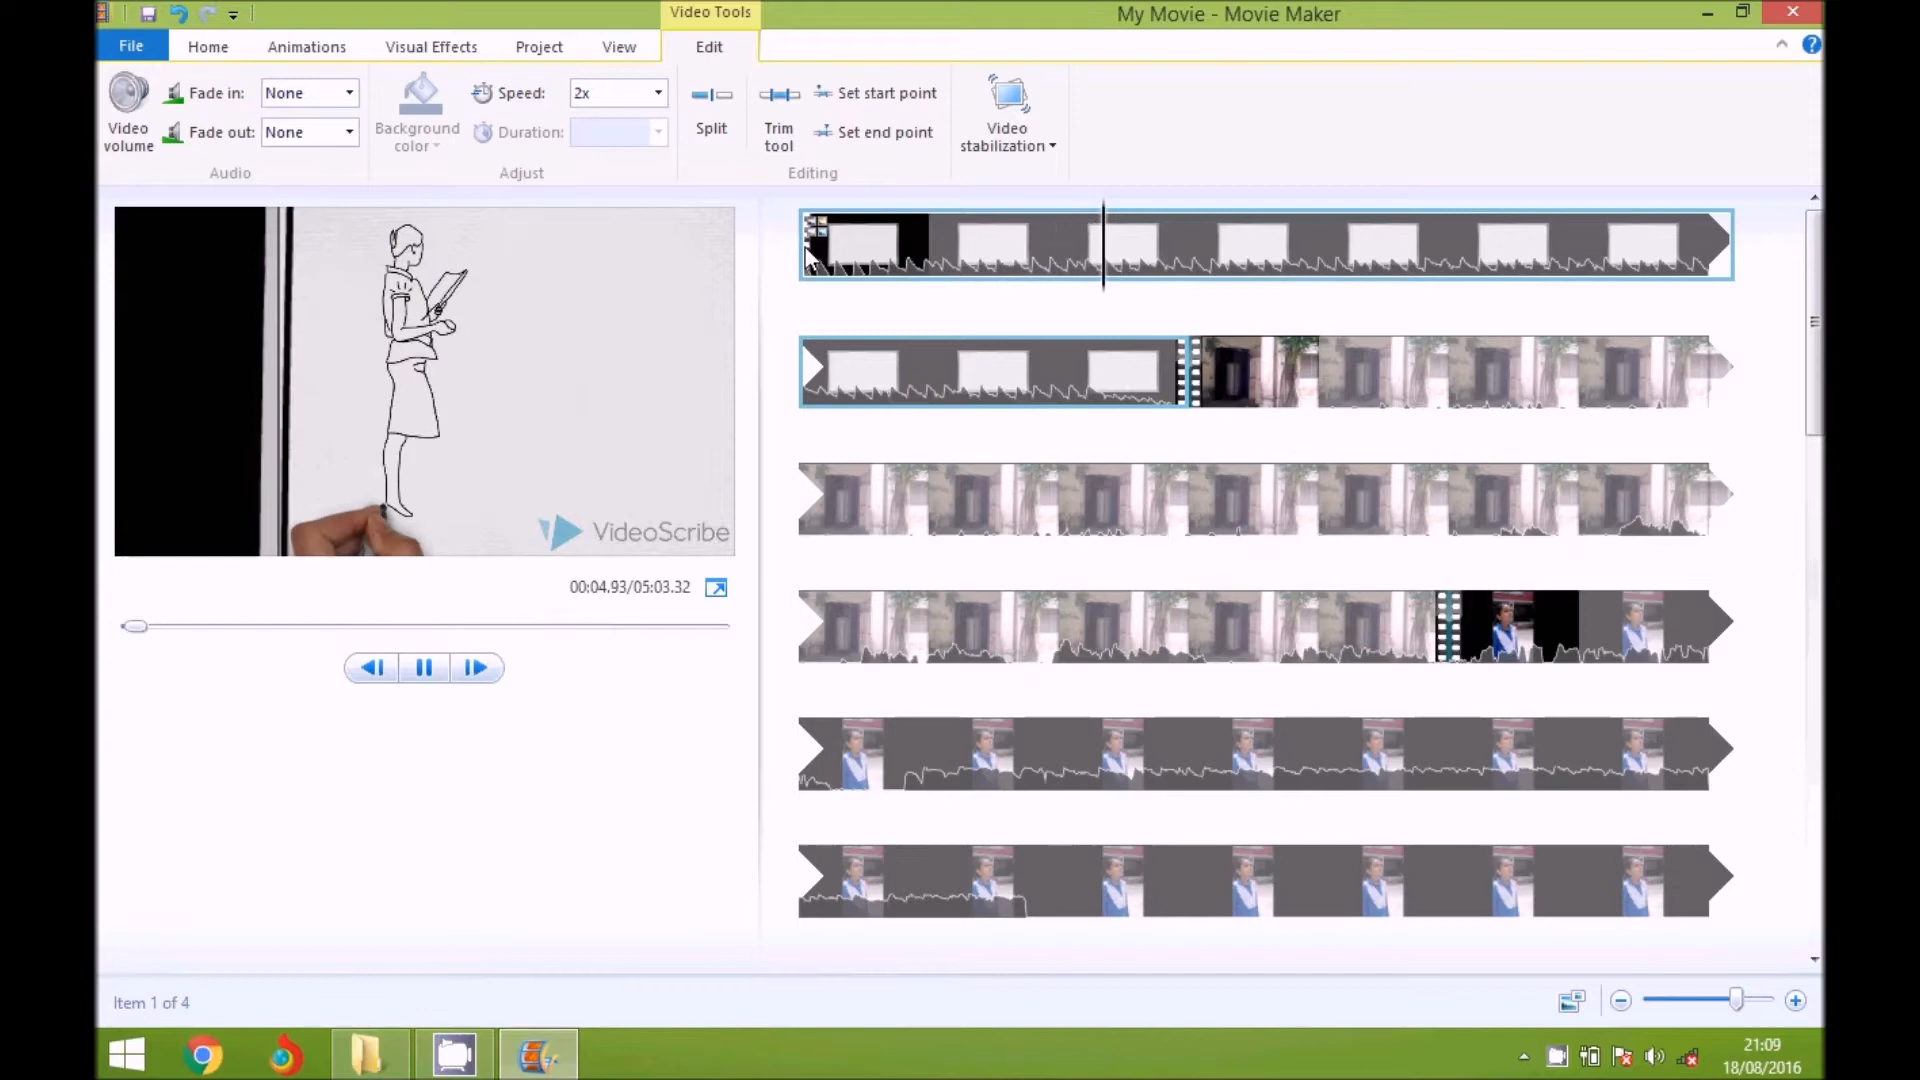 Video Tools
My Movie - Movie Maker
File
Home
Animations
Visual Effects
Project
View
Edit
Video
volume
Fade in:
None
Fade out:
None
Audio
Background
color
Speed:
2x
Duration:
Adjust
Split
Trim
tool
Set start point
Set end point
Editing
Video
stabilization
VideoScribe
00:04.93/05:03.32
Item 1 of 4
21:09
18/08/2016